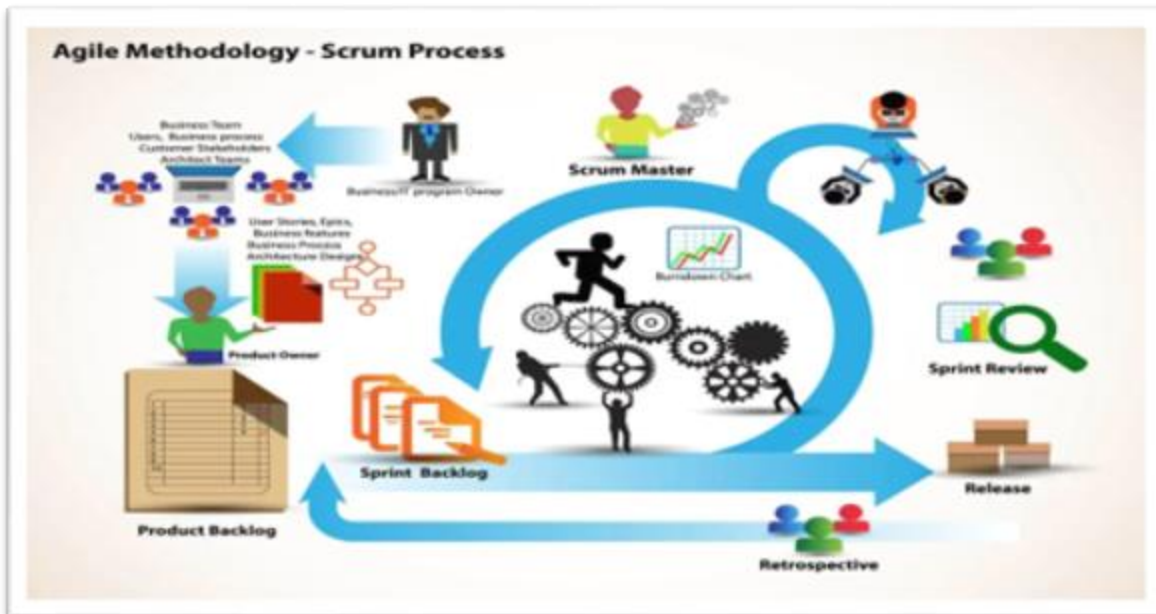 Agile Methodology - Scrum Process
Business Team
Users, Business process
Customer Stakeholders
Architect Teams
Business/IT program Owner
Scrum Master
User Stories, Epics,
Business features
Business Process
Architecture Designs
Burndown Chart
Product Owner
Sprint Review
Sprint Backlog
Release
Product Backlog
Retrospective